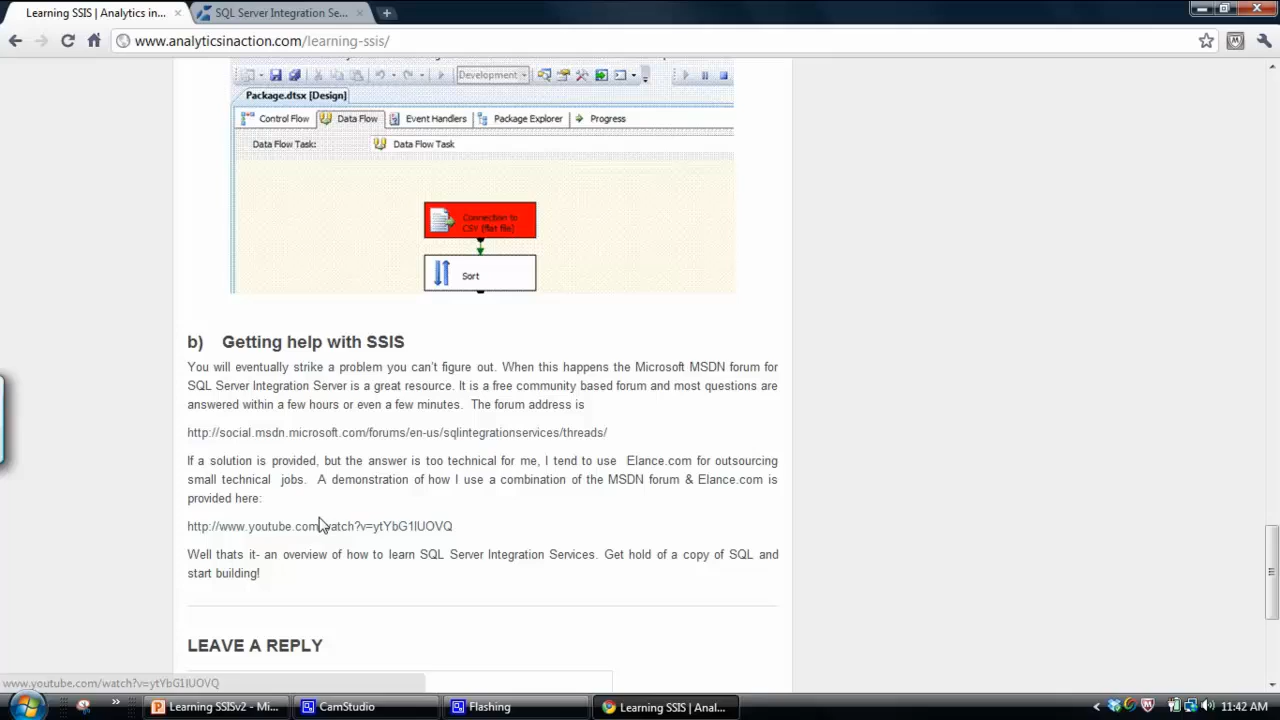 Learning SSIS | Analytics in...
SQL Server Integration Se...
www.analyticsinaction.com/learning-ssis/
Development
Package.dtsx [Design]
Control Flow
Data Flow
Event Handlers
Package Explorer
Progress
Data Flow Task:
Data Flow Task
Connection to
CSV (flat file)
Sort
b) Getting help with SSIS
You will eventually strike a problem you can't figure out. When this happens the Microsoft MSDN forum for
SQL Server Integration Server is a great resource. It is a free community based forum and most questions are
answered within a few hours or even a few minutes. The forum address is
http://social.msdn.microsoft.com/forums/en-us/sqlintegrationservices/threads/
If a solution is provided, but the answer is too technical for me, I tend to use Elance.com for outsourcing
small technical jobs. A demonstration of how I use a combination of the MSDN forum & Elance.com is
provided here:
http://www.youtube.com/watch?v=ytYbG1IUOVQ
Well thats it- an overview of how to learn SQL Server Integration Services. Get hold of a copy of SQL and
start building!
LEAVE A REPLY
www.youtube.com/watch?v=ytYbG1IUOVQ
Learning SSISv2 - Mi...
CamStudio
Flashing
Learning SSIS | Anal...
11:42 AM